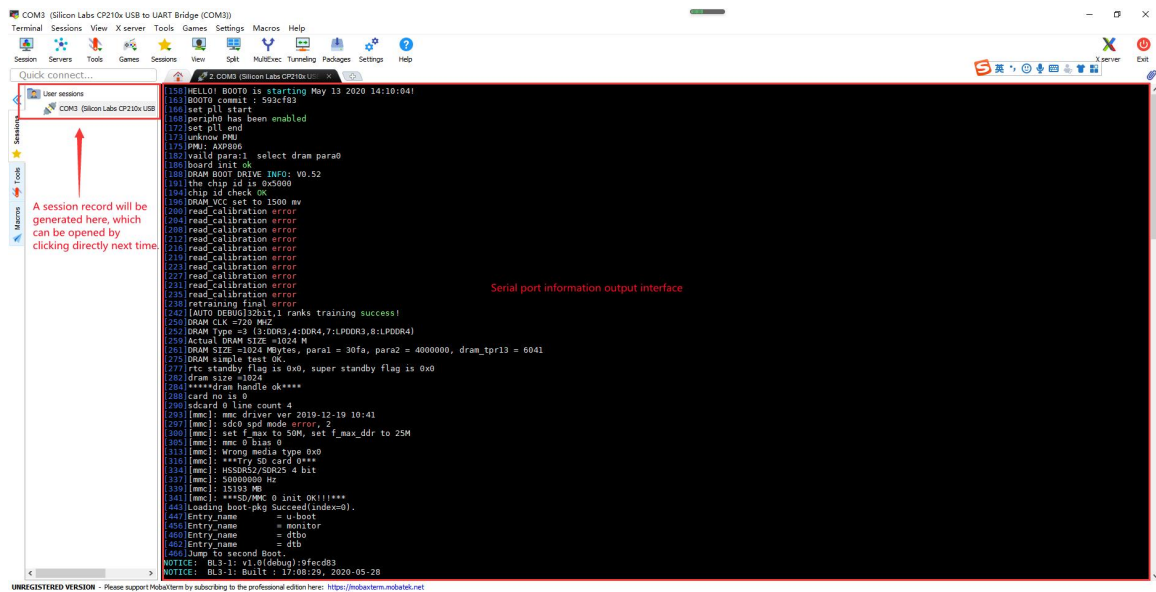 COM3 (Silicon Labs CP210x USB to UART Bridge (COM3))
Terminal Sessions View X server Tools Games Settings Macros Help
Session Servers Tools Games Sessions View Split MultiExec Tunneling Packages Settings Help X server Exit
英
Quick connect...
2. COM3 (Silicon Labs CP210x US
User sessions
COM3 (Silicon Labs CP210x USB
Sessions
Tools
Macros
A session record will be
generated here, which
can be opened by
clicking directly next time.
[158]HELLO! BOOT0 is starting May 13 2020 14:10:04!
[163]BOOT0 commit : 593cf83
[166]set pll start
[168]periph0 has been enabled
[172]set pll end
[173]unknow PMU
[175]PMU: AXP806
[182]vaild para:1 select dram para0
[186]board init ok
[188]DRAM BOOT DRIVE INFO: V0.52
[191]the chip id is 0x5000
[194]chip id check OK
[196]DRAM_VCC set to 1500 mv
[200]read_calibration error
[204]read_calibration error
[208]read_calibration error
[212]read_calibration error
[216]read_calibration error
[219]read_calibration error
[223]read_calibration error
[227]read_calibration error
[231]read_calibration error
[235]read_calibration error
[238]retraining final error
[242][AUTO DEBUG]32bit,1 ranks training success!
[250]DRAM CLK =720 MHZ
[252]DRAM Type =3 (3:DDR3,4:DDR4,7:LPDDR3,8:LPDDR4)
[259]Actual DRAM SIZE =1024 M
[261]DRAM SIZE =1024 MBytes, para1 = 30fa, para2 = 4000000, dram_tpr13 = 6041
[275]DRAM simple test OK.
[277]rtc standby flag is 0x0, super standby flag is 0x0
[282]dram size =1024
[284]*****dram handle ok****
[288]card no is 0
[290]sdcard 0 line count 4
[293][mmc]: mmc driver ver 2019-12-19 10:41
[297][mmc]: sdc0 spd mode error, 2
[300][mmc]: set f_max to 50M, set f_max_ddr to 25M
[305][mmc]: mmc 0 bias 0
[313][mmc]: Wrong media type 0x0
[316][mmc]: ***Try SD card 0***
[334][mmc]: HSSDR52/SDR25 4 bit
[337][mmc]: 50000000 Hz
[339][mmc]: 15193 MB
[341][mmc]: ***SD/MMC 0 init OK!!!***
[443]Loading boot-pkg Succeed(index=0).
[447]Entry_name = u-boot
[456]Entry_name = monitor
[460]Entry_name = dtbo
[462]Entry_name = dtb
[466]Jump to second Boot.
NOTICE: BL3-1: v1.0(debug):9fecd83
NOTICE: BL3-1: Built : 17:08:29, 2020-05-28
Serial port information output interface
UNREGISTERED VERSION - Please support MobaXterm by subscribing to the professional edition here: https://mobaxterm.mobatek.net